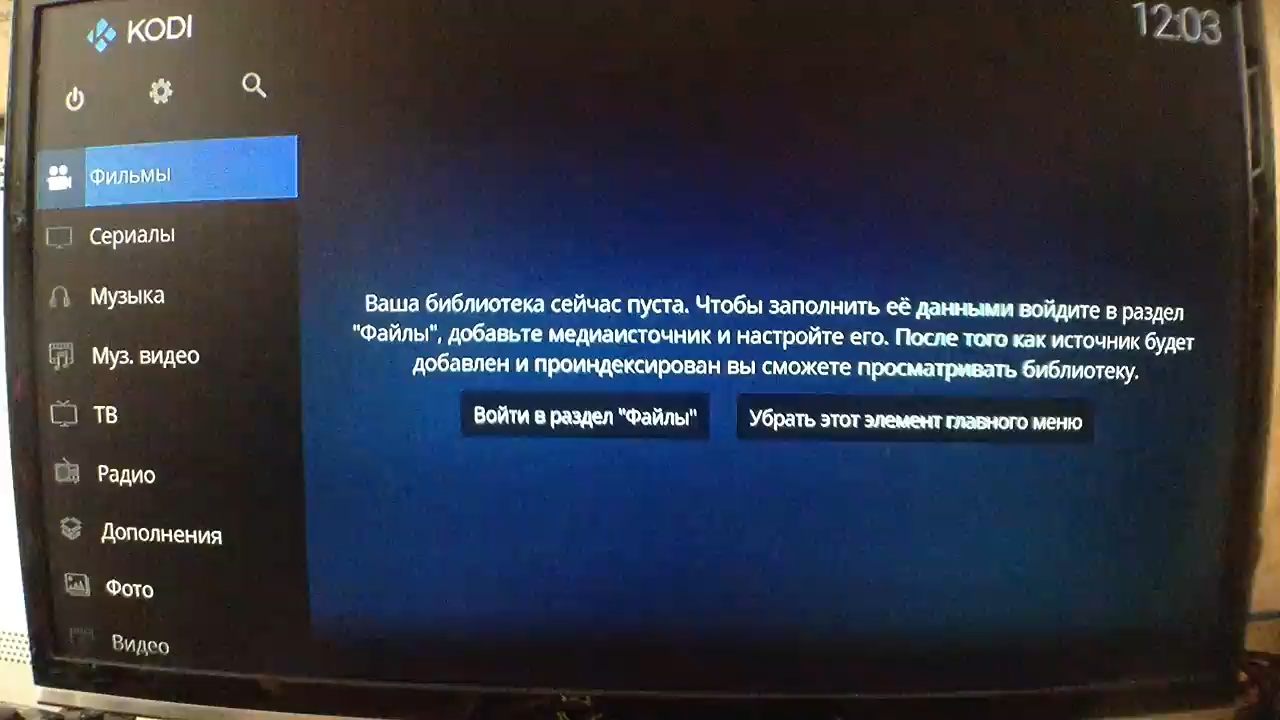 KODI
12:03
Фильмы
Сериалы
Музыка
Муз. видео
ТВ
Радио
Дополнения
Фото
Видео
Ваша библиотека сейчас пуста. Чтобы заполнить её данными войдите в раздел
"Файлы", добавьте медиаисточник и настройте его. После того как источник будет
добавлен и проиндексирован вы сможете просматривать библиотеку.
Войти в раздел "Файлы"
Убрать этот элемент главного меню